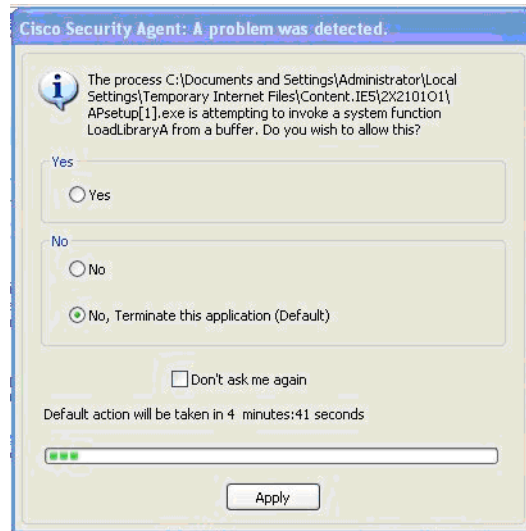 Cisco Security Agent: A problem was detected.
The process C:\Documents and Settings\Administrator\Local
Settings\Temporary Internet Files\Content.IE5\2X2101O1\
APsetup[1].exe is attempting to invoke a system function
LoadLibraryA from a buffer. Do you wish to allow this?
Yes
Yes
No
No
No, Terminate this application (Default)
Don't ask me again
Default action will be taken in 4 minutes:41 seconds
Apply